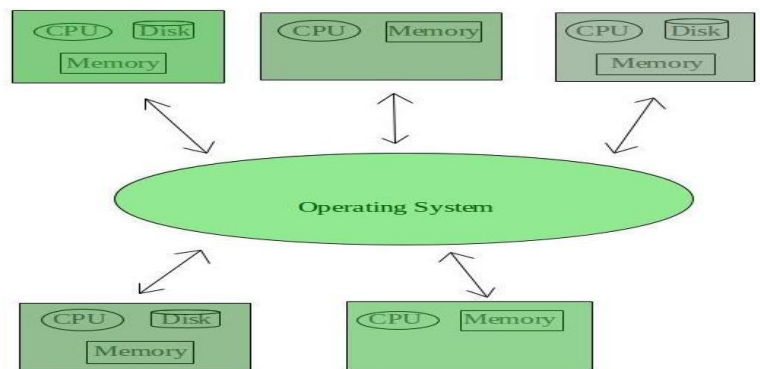 CPU Disk
Memory
CPU Memory
CPU Disk
Memory
Operating System
CPU Disk
Memory
CPU Memory